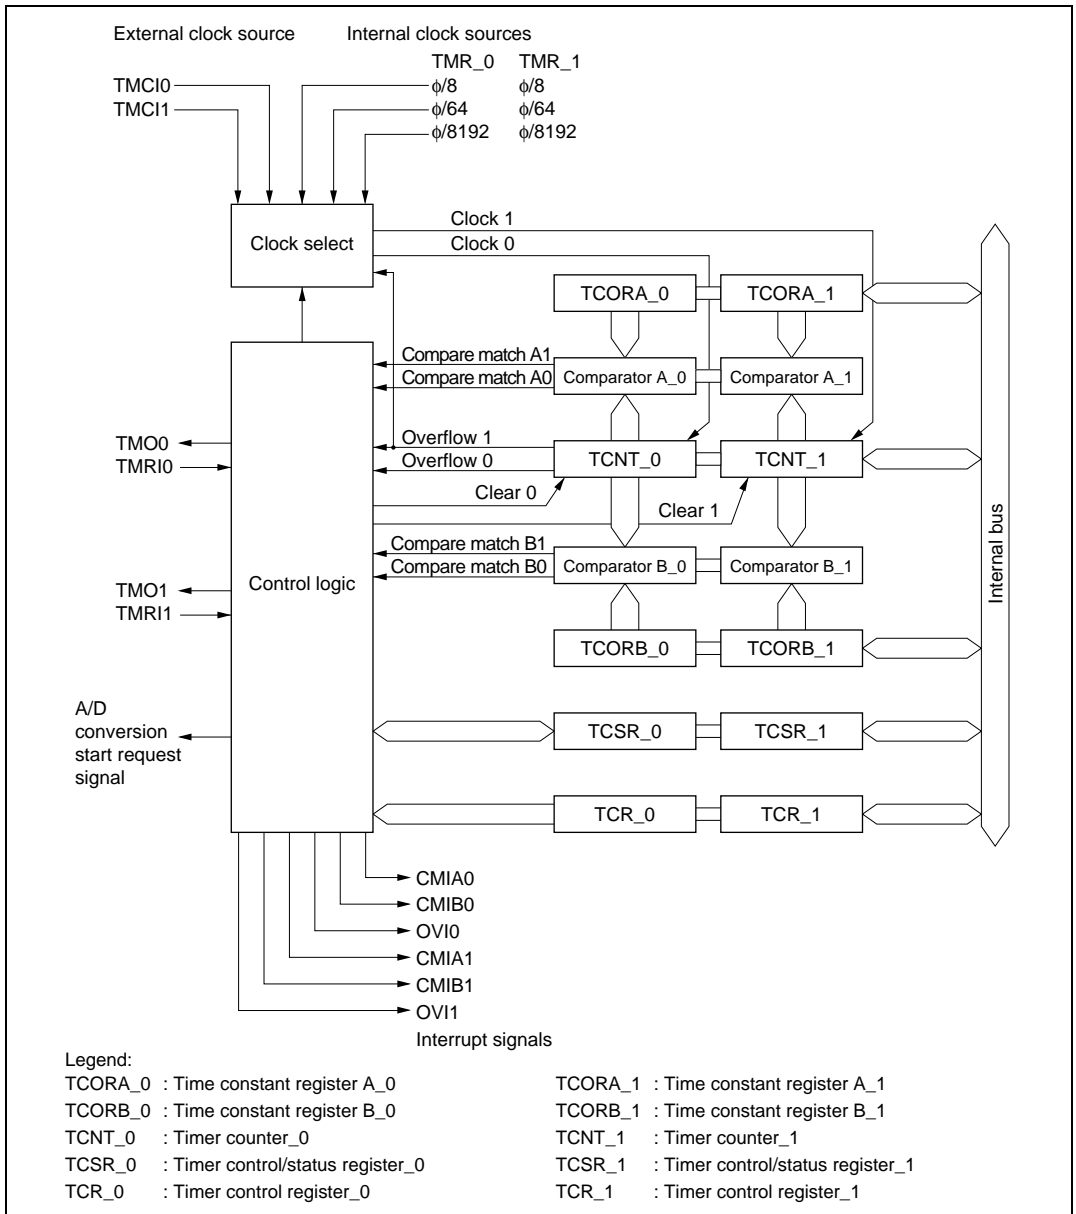 External clock source
Internal clock sources
TMR_0 TMR_1
TMCI0
φ/8 φ/8
TMCI1
φ/64 φ/64
φ/8192 φ/8192
Clock select
Clock 1
Clock 0
TCORA_0
TCORA_1
Compare match A1
Compare match A0
Comparator A_0
Comparator A_1
TMO0
TMRI0
Overflow 1
Overflow 0
TCNT_0
TCNT_1
Clear 0
Clear 1
Compare match B1
Compare match B0
Comparator B_0
Comparator B_1
Control logic
TMO1
TMRI1
Internal bus
TCORB_0
TCORB_1
A/D
conversion
start request
signal
TCSR_0
TCSR_1
TCR_0
TCR_1
CMIA0
CMIB0
OVI0
CMIA1
CMIB1
OVI1
Interrupt signals
Legend:
TCORA_0 : Time constant register A_0
TCORA_1 : Time constant register A_1
TCORB_0 : Time constant register B_0
TCORB_1 : Time constant register B_1
TCNT_0 : Timer counter_0
TCNT_1 : Timer counter_1
TCSR_0 : Timer control/status register_0
TCSR_1 : Timer control/status register_1
TCR_0 : Timer control register_0
TCR_1 : Timer control register_1